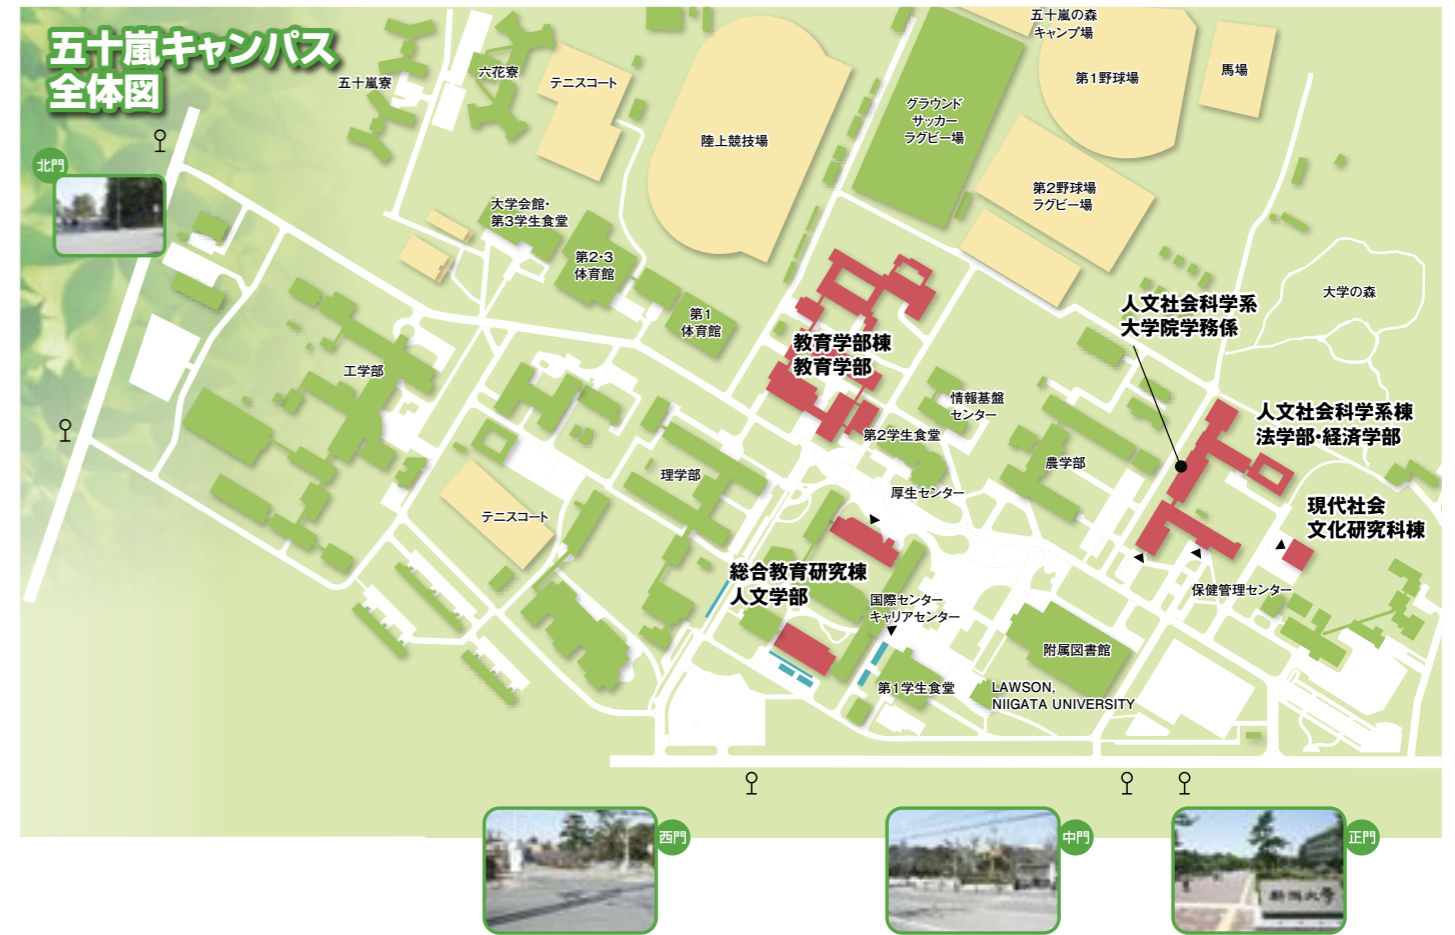 五十嵐キャンパス
全体図
五十嵐の森
キャンプ場
五十嵐寮
六花寮
テニスコート
陸上競技場
グラウンド
サッカー
ラグビー場
第1野球場
馬場
北門
第2野球場
ラグビー場
大学会館・
第3学生食堂
第2・3
体育館
第1
体育館
大学の森
人文社会科学系
大学院学務係
教育学部棟
教育学部
工学部
情報基盤
センター
人文社会科学系棟
法学部・経済学部
第2学生食堂
農学部
理学部
厚生センター
テニスコート
現代社会
文化研究科棟
総合教育研究棟
人文学部
国際センター
キャリアセンター
保健管理センター
附属図書館
第1学生食堂
LAWSON,
NIIGATA UNIVERSITY
西門
中門
正門
新潟大学